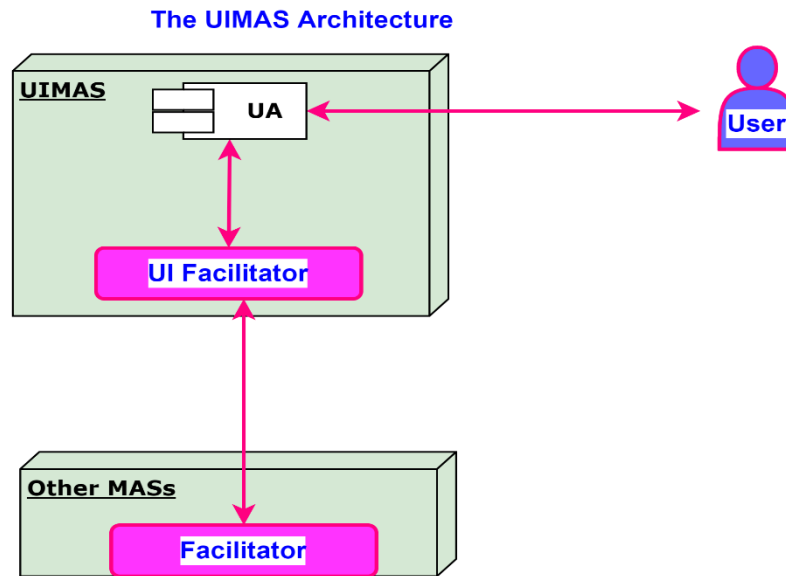 The UIMAS Architecture
UIMAS
UA
User
UI Facilitator
Other MASs
Facilitator